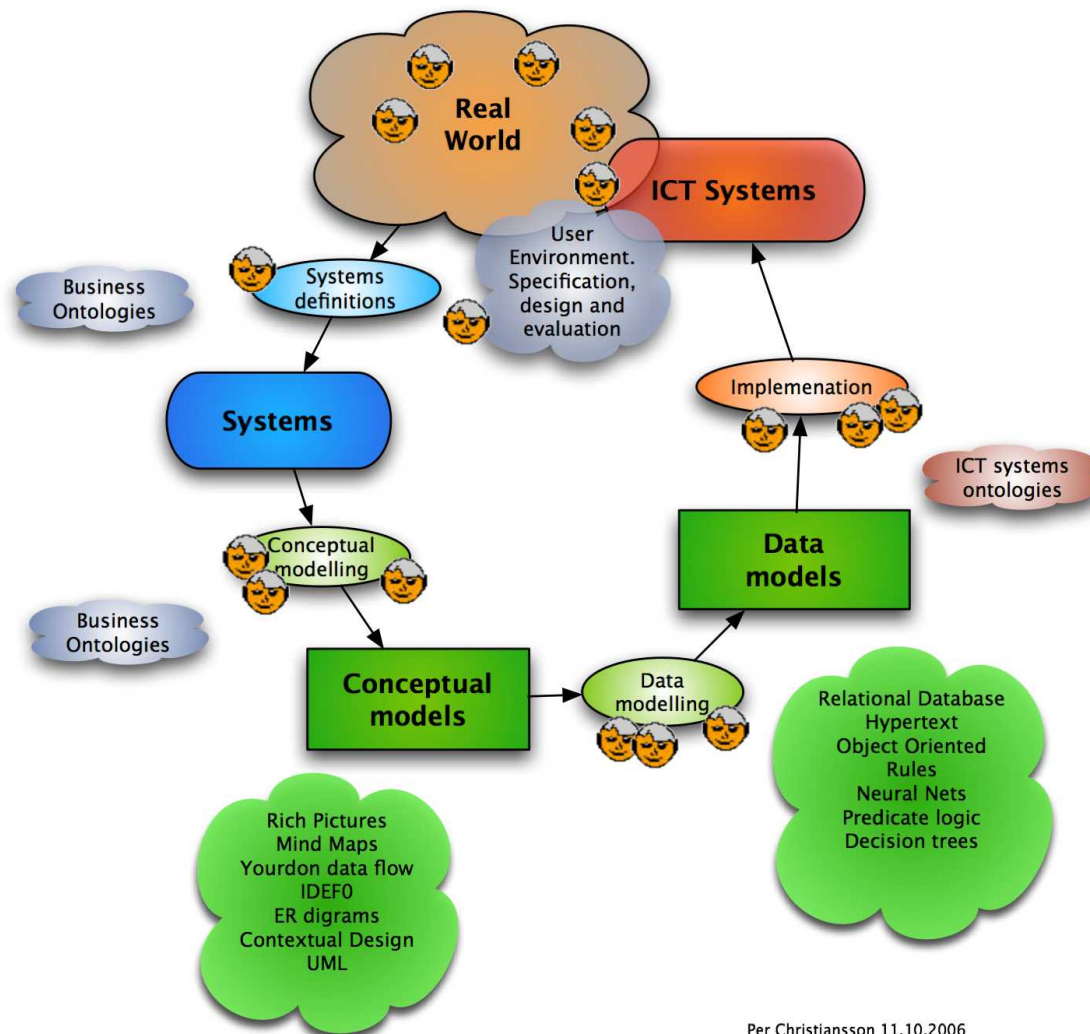 Real
World
ICT Systems
User
Environment.
Specification,
design and
evaluation
Systems
definitions
Business
Ontologies
Systems
Implemenation
ICT systems
ontologies
Conceptual
modelling
Data
models
Business
Ontologies
Conceptual
models
Data
modelling
Relational Database
Hypertext
Object Oriented
Rules
Neural Nets
Predicate logic
Decision trees
Rich Pictures
Mind Maps
Yourdon data flow
IDEF0
ER digrams
Contextual Design
UML
Per Christiansson 11.10.2006